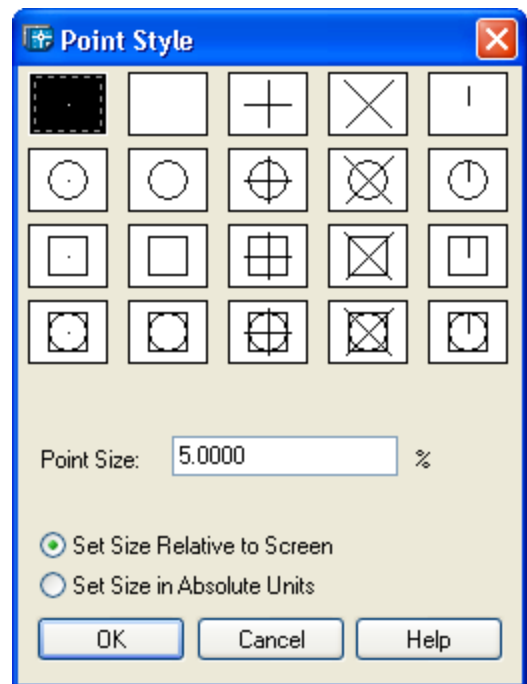 Point Style
Point Size: 5.0000 %
Set Size Relative to Screen
Set Size in Absolute Units
OK Cancel Help